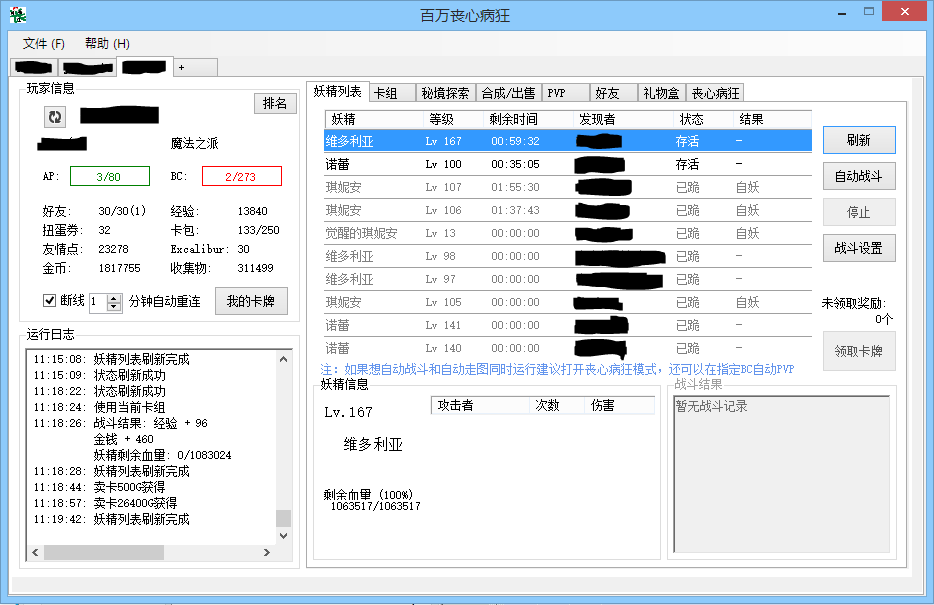 百万丧心病狂
文件 (F) 帮助 (H)
+
玩家信息
排名
魔法之派
AP: 3/80 BC: 2/273
好友: 30/30(1) 经验: 13840
扭蛋券: 32 卡包: 133/250
友情点: 23278 Excalibur: 30
金币: 1817755 收集物: 311499
断线 1 分钟自动重连 我的卡牌
运行日志
11:15:08: 妖精列表刷新完成
11:15:09: 状态刷新成功
11:18:22: 状态刷新成功
11:18:24: 使用当前卡组
11:18:26: 战斗结果: 经验 + 96
金钱 + 460
妖精剩余血量: 0/1083024
11:18:28: 妖精列表刷新完成
11:18:44: 卖卡500G获得
11:18:57: 卖卡26400G获得
11:19:42: 妖精列表刷新完成
妖精列表 卡组 秘境探索 合成/出售 PVP 好友 礼物盒 丧心病狂
妖精 等级 剩余时间 发现者 状态 结果
维多利亚 Lv 167 00:59:32 存活 -
诺蕾 Lv 100 00:35:05 存活 -
琪妮安 Lv 107 01:55:30 已跪 自妖
琪妮安 Lv 106 01:37:43 已跪 自妖
觉醒的琪妮安 Lv 13 00:00:00 已跪 自妖
维多利亚 Lv 98 00:00:00 已跪 -
维多利亚 Lv 97 00:00:00 已跪 -
琪妮安 Lv 105 00:00:00 已跪 自妖
诺蕾 Lv 141 00:00:00 已跪 -
诺蕾 Lv 140 00:00:00 已跪 -
注: 如果想自动战斗和自动走图同时运行建议打开丧心病狂模式, 还可以在指定BC自动PVP
刷新
自动战斗
停止
战斗设置
未领取奖励:
0个
领取卡牌
妖精信息
Lv.167
维多利亚
剩余血量 (100%)
1063517/1063517
攻击者 次数 伤害
战斗结果
暂无战斗记录